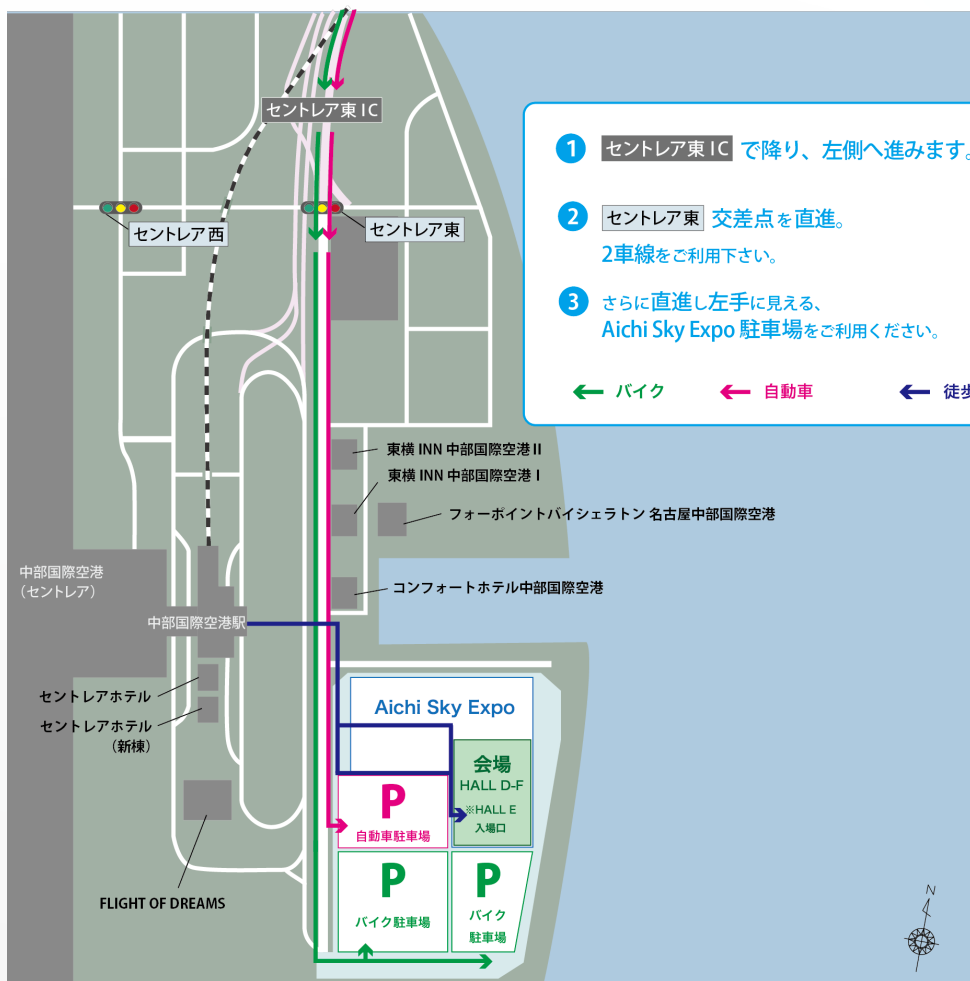 セントレア東 IC
1 セントレア東 IC で降り、左側へ進みます。
セントレア西
セントレア東
2 セントレア東 交差点を直進。
2車線をご利用下さい。
3 さらに直進し左手に見える、
Aichi Sky Expo 駐車場をご利用ください。
バイク 自動車 徒歩
東横 INN 中部国際空港 II
東横 INN 中部国際空港 I
フォーポイントバイシェラトン 名古屋中部国際空港
中部国際空港
(セントレア)
コンフォートホテル中部国際空港
中部国際空港駅
セントレアホテル
セントレアホテル
(新棟)
Aichi Sky Expo
会場
HALL D-F
※HALL E
入場口
P
自動車駐車場
P
バイク駐車場
P
バイク
駐車場
FLIGHT OF DREAMS
N